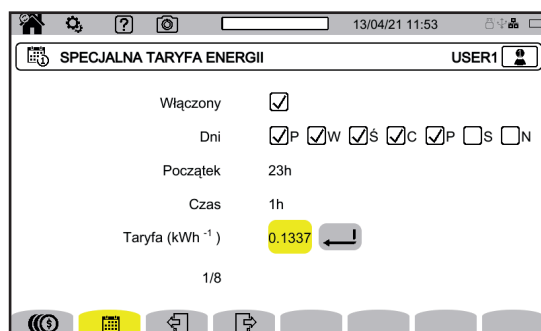 13/04/21 11:53
SPECJALNA TARYFA ENERGII USER1
Włączony
Dni P W Ś C P S N
Początek 23h
Czas 1h
Taryfa (kWh ⁻¹ ) 0.1337
1/8